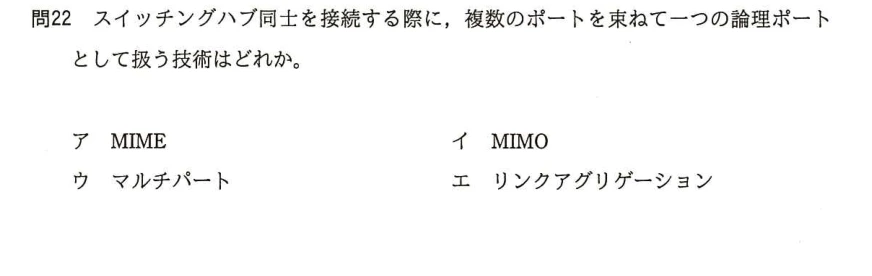 問22 スイッチングハブ同士を接続する際に，複数のポートを束ねて一つの論理ポート
として扱う技術はどれか。
ア MIME イ MIMO
ウ マルチパート エ リンクアグリゲーション